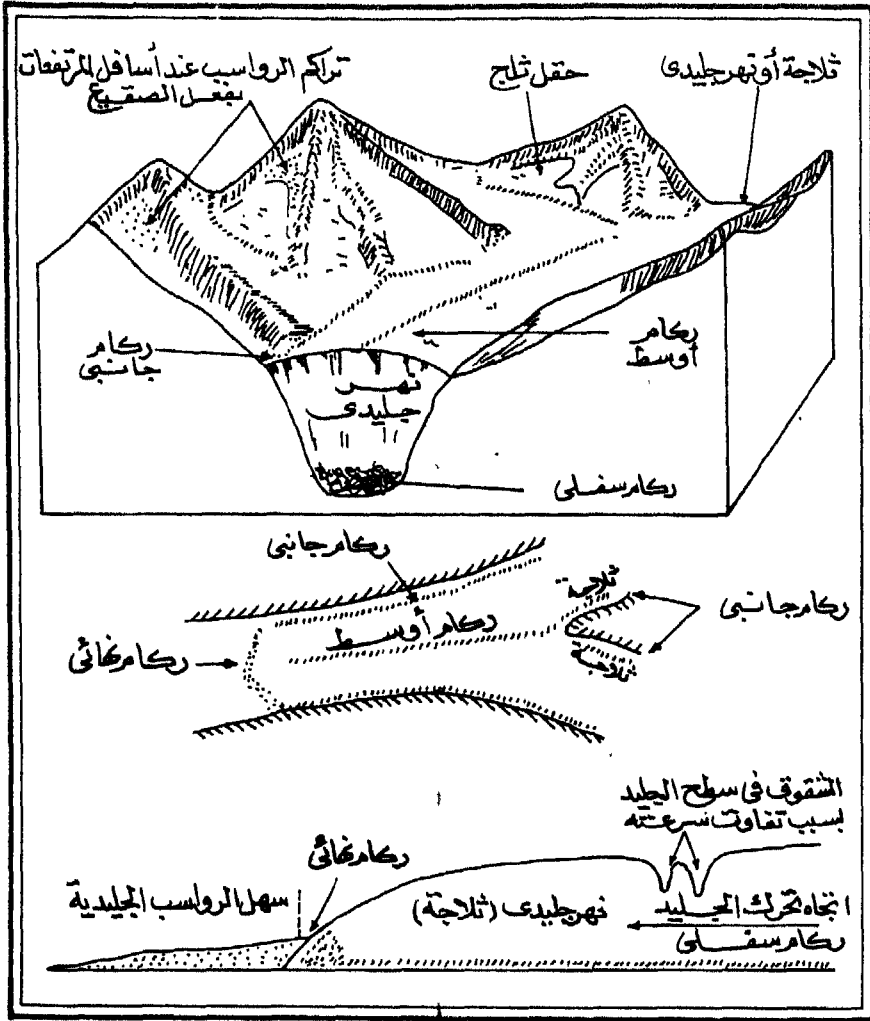 ثلاجة أو نهر جليدى
حقل ثلج
تراكم الرواسب عند أسافل المرتفعات
بفعل الصقيع
ركام
أوسط
ركام
جانبى
نهر
جليدى
ركام سفلى
ركام جانبى
ثلاجة
ركام جانبى
ركام أوسط
ركام نهائى
ثلاجة
الشقوق فى سطح الجليد
بسبب تفاوت سرعته
ركام نهائى
اتجاه تحرك الجليد
نهر جليدى (ثلاجة)
سهل الرواسب الجليدية
ركام سفلى